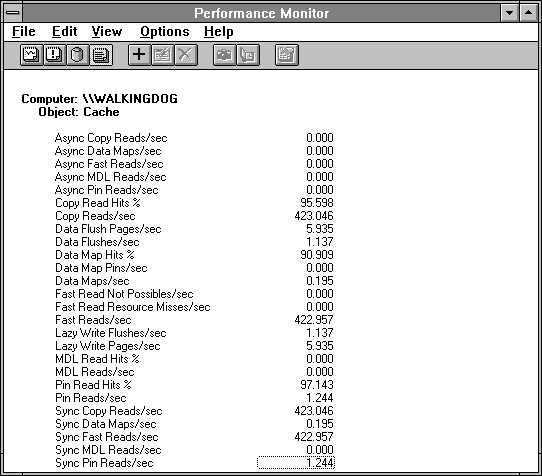 Performance Monitor
File Edit View Options Help
Computer: \\WALKINGDOG
Object: Cache
Async Copy Reads/sec 0.000
Async Data Maps/sec 0.000
Async Fast Reads/sec 0.000
Async MDL Reads/sec 0.000
Async Pin Reads/sec 0.000
Copy Read Hits % 95.598
Copy Reads/sec 423.046
Data Flush Pages/sec 5.935
Data Flushes/sec 1.137
Data Map Hits % 90.909
Data Map Pins/sec 0.000
Data Maps/sec 0.195
Fast Read Not Possibles/sec 0.000
Fast Read Resource Misses/sec 0.000
Fast Reads/sec 422.957
Lazy Write Flushes/sec 1.137
Lazy Write Pages/sec 5.935
MDL Read Hits % 0.000
MDL Reads/sec 0.000
Pin Read Hits % 97.143
Pin Reads/sec 1.244
Sync Copy Reads/sec 423.046
Sync Data Maps/sec 0.195
Sync Fast Reads/sec 422.957
Sync MDL Reads/sec 0.000
Sync Pin Reads/sec 1.244